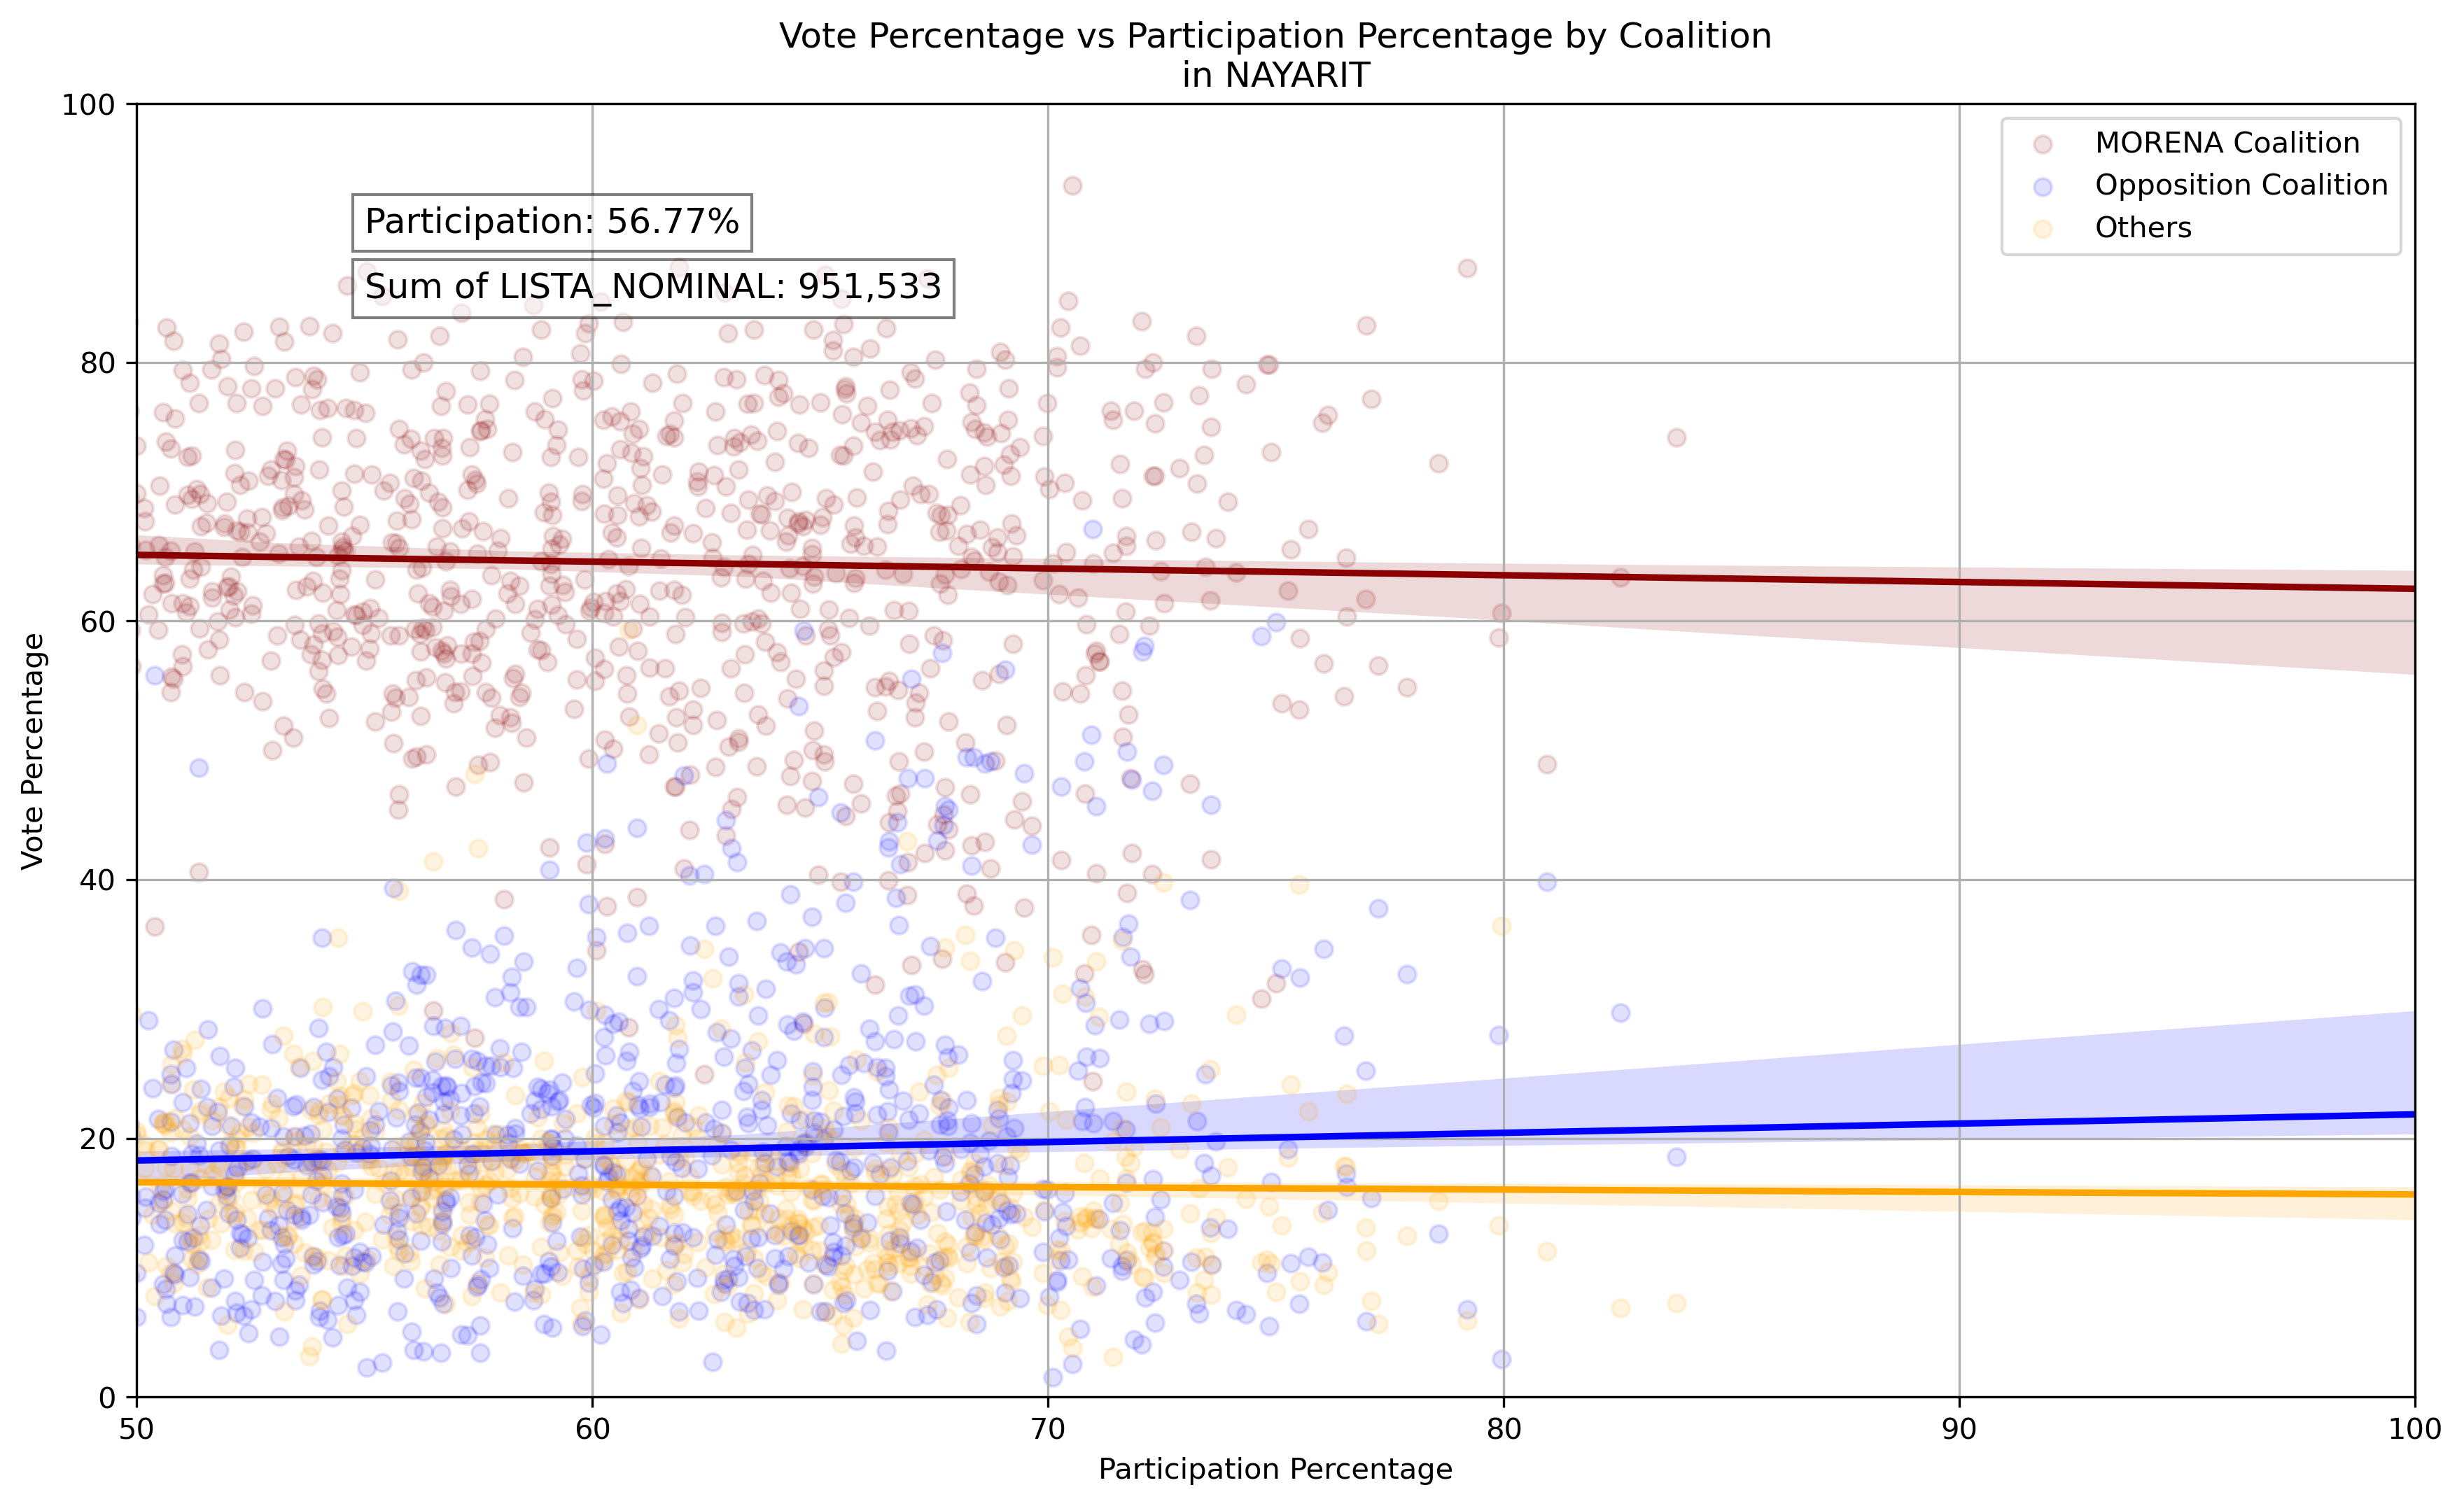 Vote Percentage vs Participation Percentage by Coalition
in NAYARIT
MORENA Coalition
Opposition Coalition
Others
Participation: 56.77%
Sum of LISTA_NOMINAL: 951,533
Vote Percentage
100
80
60
40
20
0
50
60
70
80
90
100
Participation Percentage